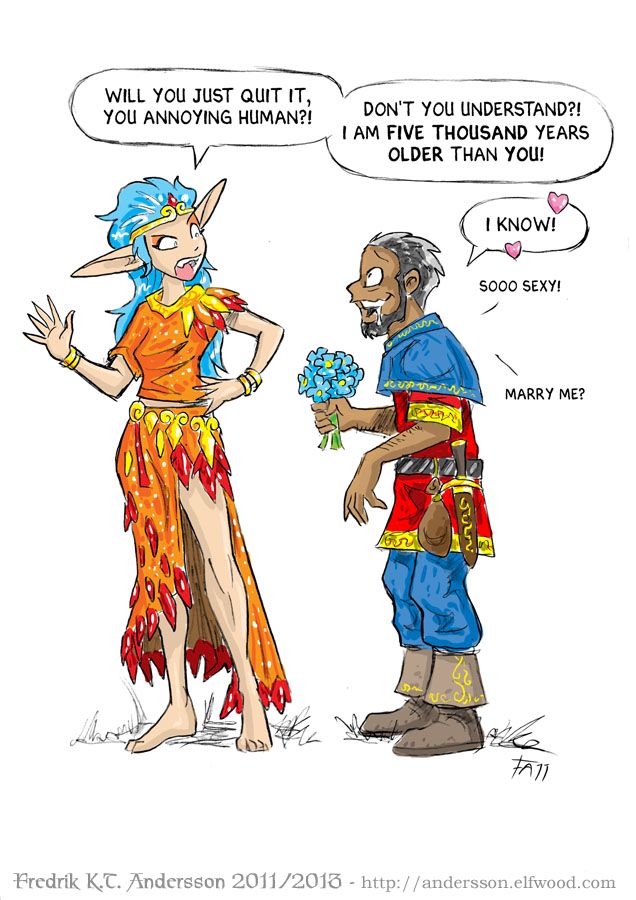 WILL YOU JUST QUIT IT,
YOU ANNOYING HUMAN?!
DON'T YOU UNDERSTAND?!
I AM FIVE THOUSAND YEARS
OLDER THAN YOU!
I KNOW!
SOOO SEXY!
MARRY ME?
FA11
Fredrik K.T. Andersson 2011/2013 - http://andersson.elfwood.com